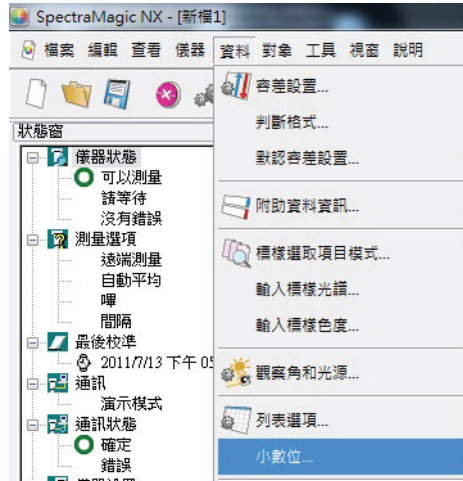 SpectraMagic NX - [新檔1]
檔案 編輯 查看 儀器 資料 對象 工具 視窗 說明
容差設置...
判斷格式...
默認容差設置...
附助資料資訊...
標樣選取項目模式...
輸入標樣光譜...
輸入標樣色度...
觀察角和光源...
列表選項...
小數位...
狀態窗
儀器狀態
可以測量
請等待
沒有錯誤
測量選項
遠端測量
自動平均
嗶
間隔
最後校準
2011/7/13 下午 05
通訊
演示模式
通訊狀態
確定
錯誤